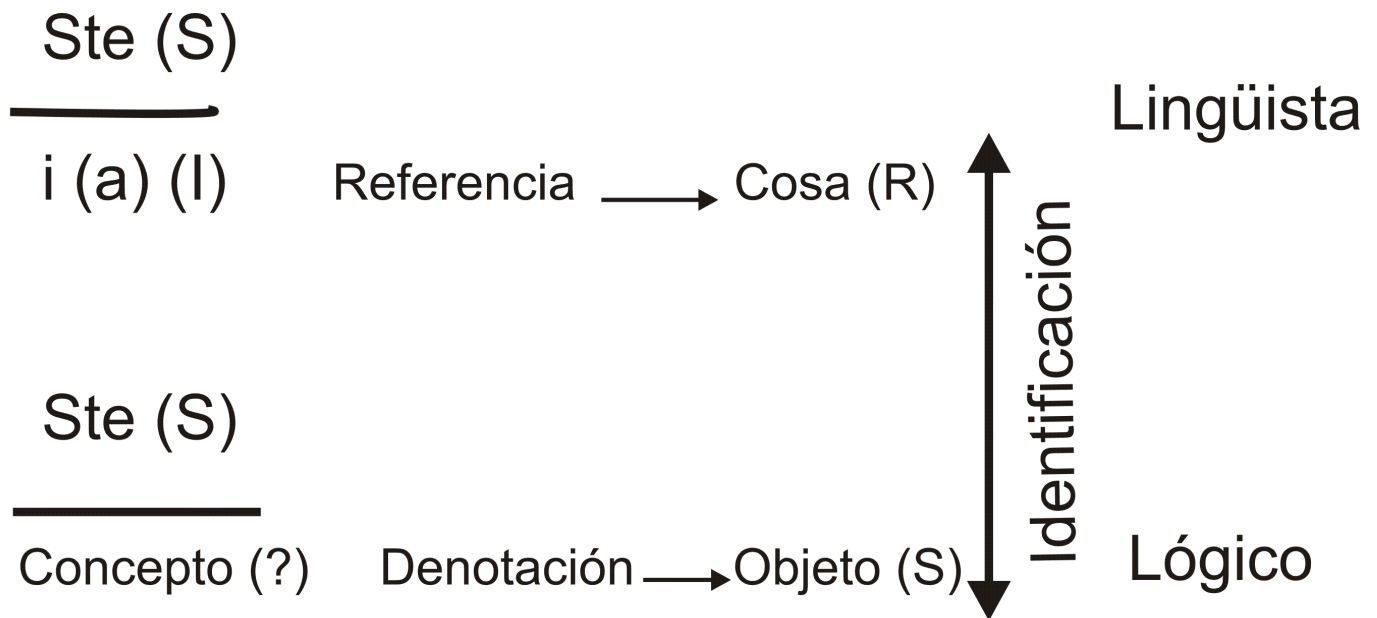 Ste (S)
Lingüista
i (a) (I)
Referencia
Cosa (R)
Identificación
Ste (S)
Concepto (?)
Denotación
Objeto (S)
Lógico